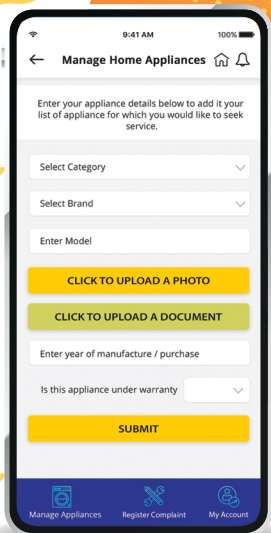 9:41 AM
100%
Manage Home Appliances
Enter your appliance details below to add it your
list of appliance for which you would like to seek
service.
Select Category
Select Brand
Enter Model
CLICK TO UPLOAD A PHOTO
CLICK TO UPLOAD A DOCUMENT
Enter year of manufacture / purchase
Is this appliance under warranty
SUBMIT
Manage Appliances
Register Complaint
My Account